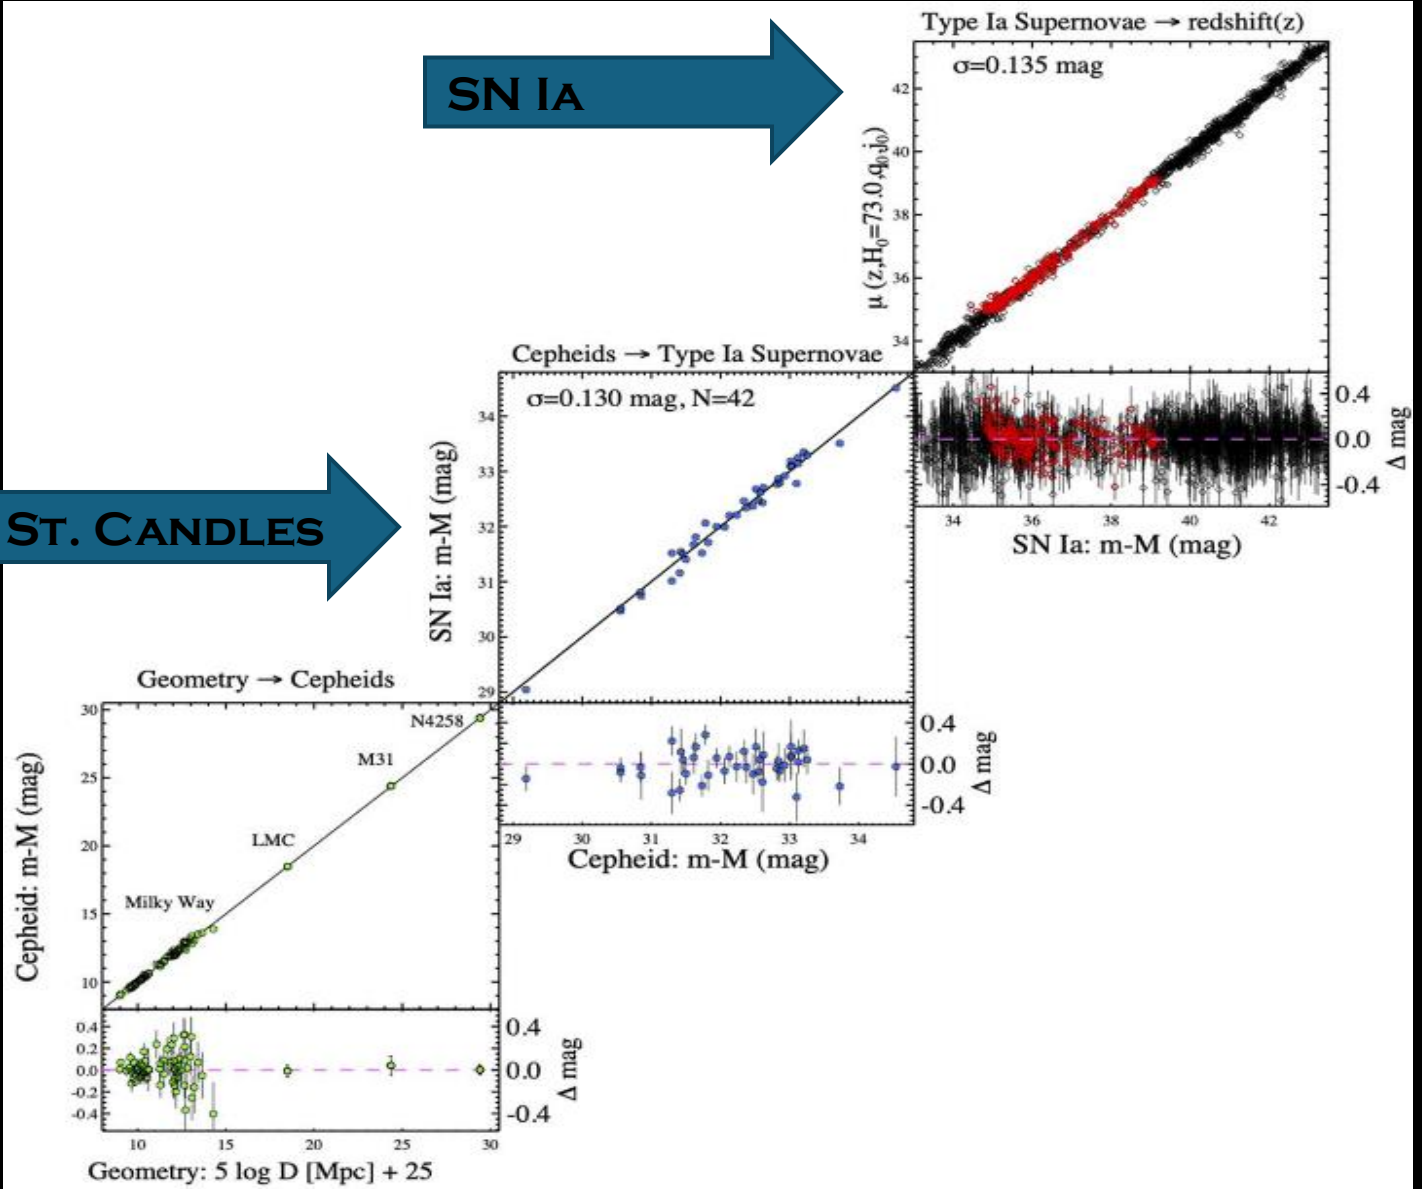 Type Ia Supernovae → redshift(z)
SN IA
σ=0.135 mag
μ (z,H₀=73.0,q₀,j₀)
42
40
38
36
34
0.4
0.0
-0.4
Δ mag
34 36 38 40 42
SN Ia: m-M (mag)
Cepheids → Type Ia Supernovae
σ=0.130 mag, N=42
SN Ia: m-M (mag)
34
33
32
31
30
29
ST. CANDLES
0.4
0.0
-0.4
Δ mag
29 30 31 32 33 34
Cepheid: m-M (mag)
Geometry → Cepheids
N4258
M31
LMC
Milky Way
Cepheid: m-M (mag)
30
25
20
15
10
0.4
0.2
0.0
-0.2
-0.4
0.4
0.0
-0.4
Δ mag
10 15 20 25 30
Geometry: 5 log D [Mpc] + 25